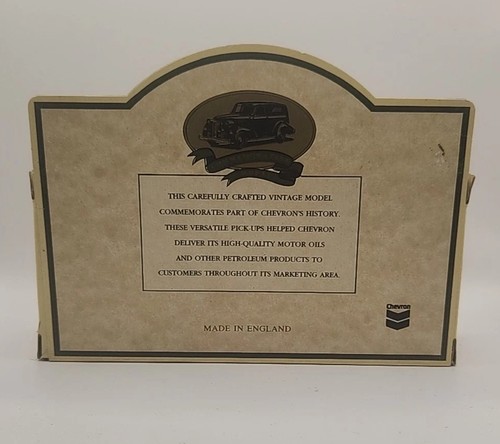 THIS CAREFULLY CRAFTED VINTAGE MODEL
COMMEMORATES PART OF CHEVRON'S HISTORY.
THESE VERSATILE PICK-UPS HELPED CHEVRON
DELIVER ITS HIGH-QUALITY MOTOR OILS
AND OTHER PETROLEUM PRODUCTS TO
CUSTOMERS THROUGHOUT ITS MARKETING AREA.
Chevron
MADE IN ENGLAND